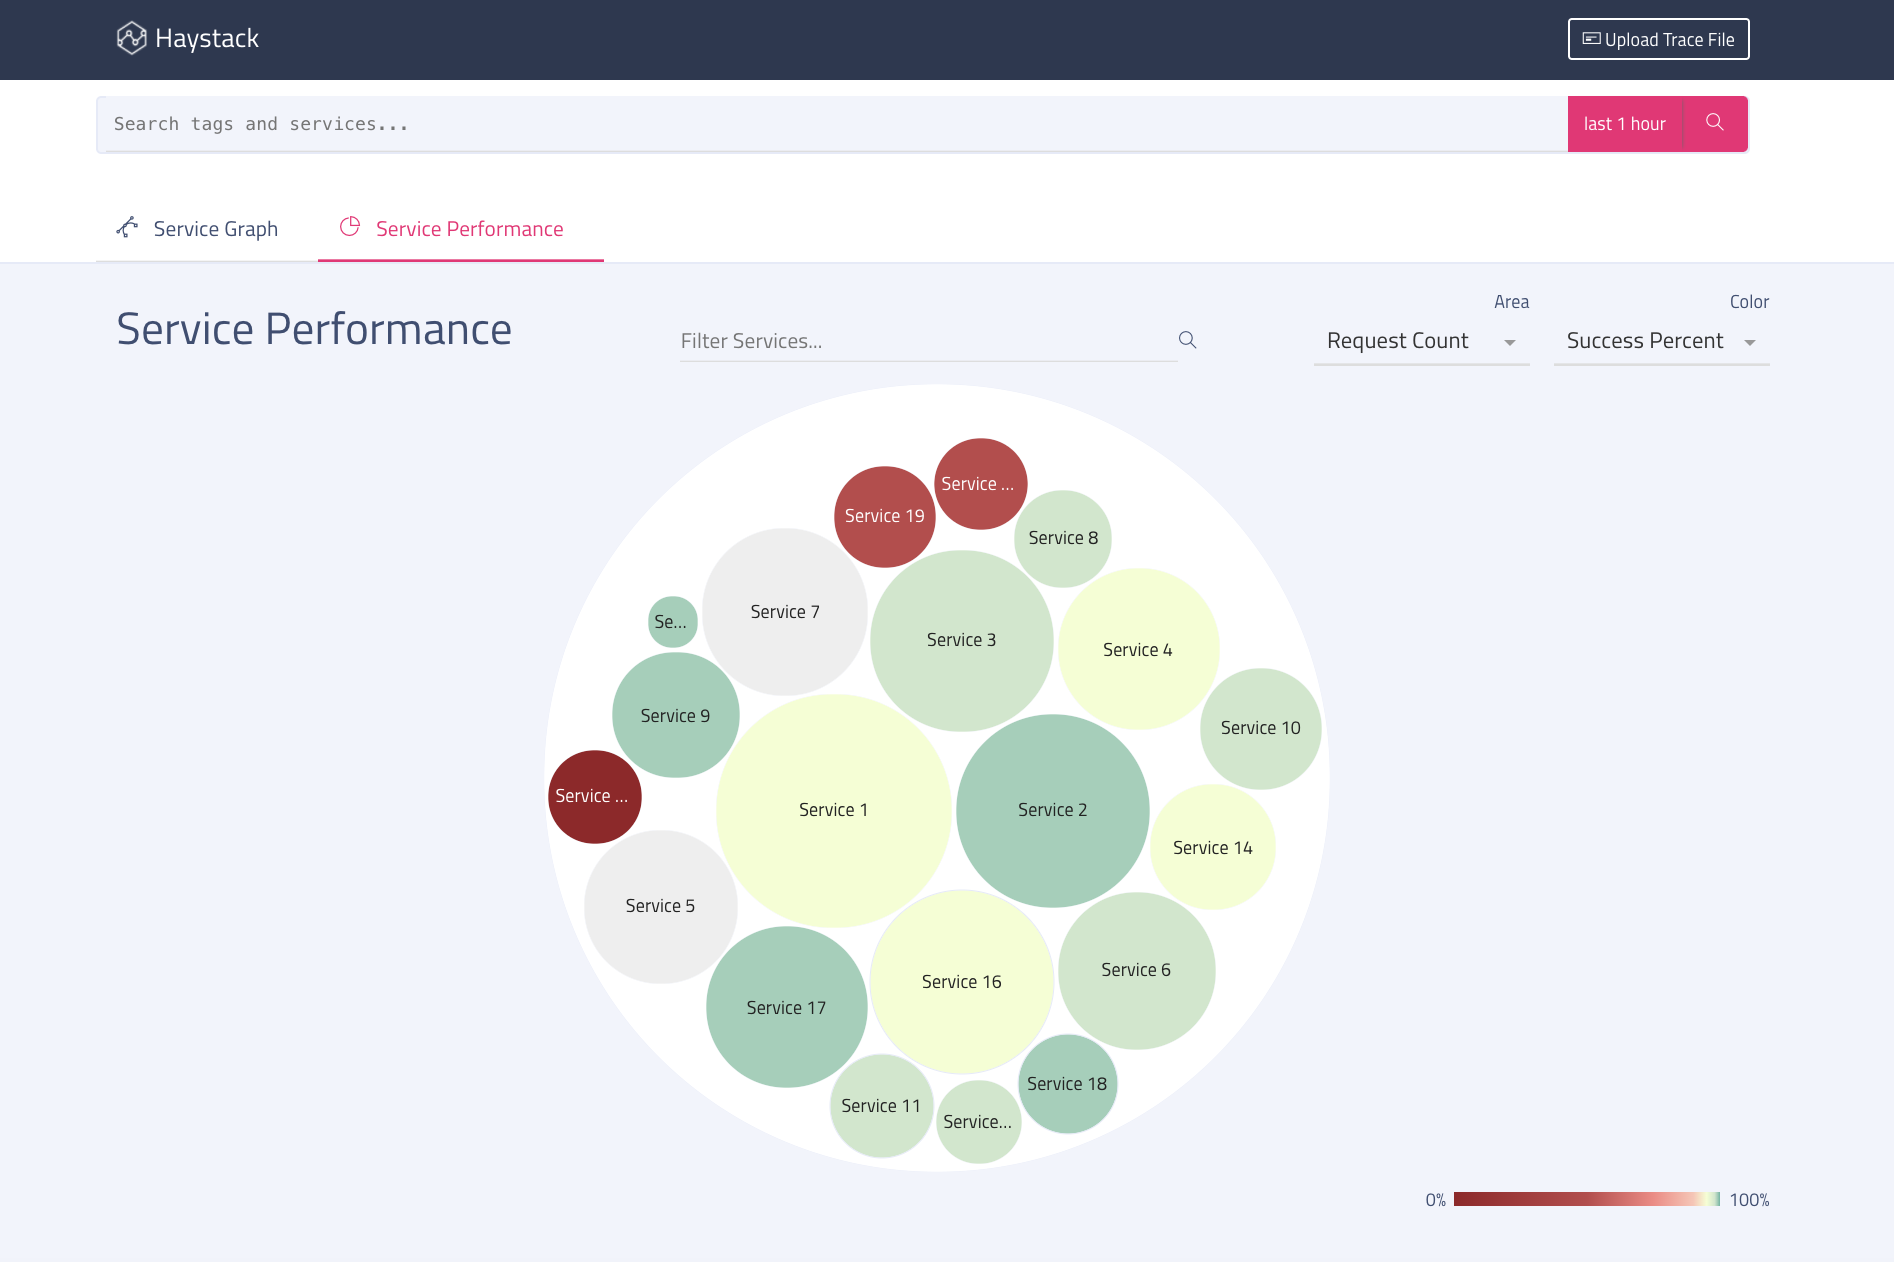 Haystack
Upload Trace File
Search tags and services...
last 1 hour
Service Graph
Service Performance
Service Performance
Filter Services...
Area
Request Count
Color
Success Percent
Service ...
Service 19
Service 8
Service 7
Se...
Service 3
Service 4
Service 9
Service 10
Service ...
Service 1
Service 2
Service 14
Service 5
Service 6
Service 16
Service 17
Service 18
Service 11
Service...
0%
100%